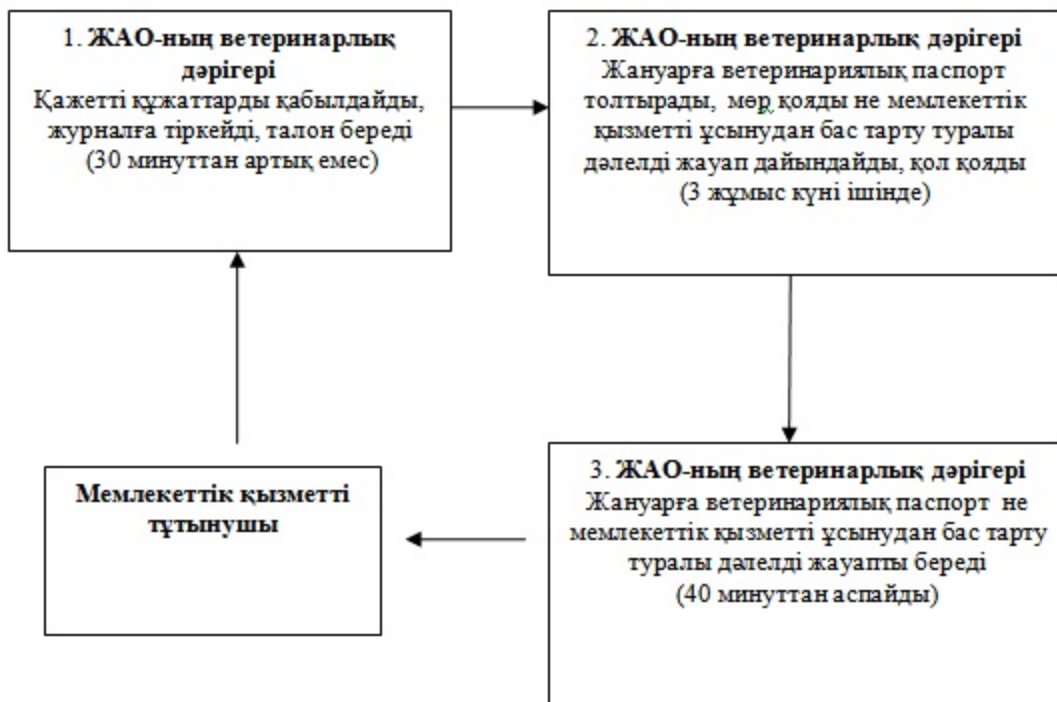 1. ЖАО-ның ветеринарлық
дәрігері
Қажетті құжаттарды қабылдайды,
журналға тіркейді, талон береді
(30 минуттан артық емес)
2. ЖАО-ның ветеринарлық дәрігері
Жануарға ветеринариялық паспорт
толтырады, мөр қояды не мемлекеттік
қызметті ұсынудан бас тарту туралы
дәлелді жауап дайындайды, қол қояды
(3 жұмыс күні ішінде)
3. ЖАО-ның ветеринарлық дәрігері
Жануарға ветеринариялық паспорт не
мемлекеттік қызметті ұсынудан бас тарту
туралы дәлелді жауапты береді
(40 минуттан аспайды)
Мемлекеттік қызметті
тұтынушы